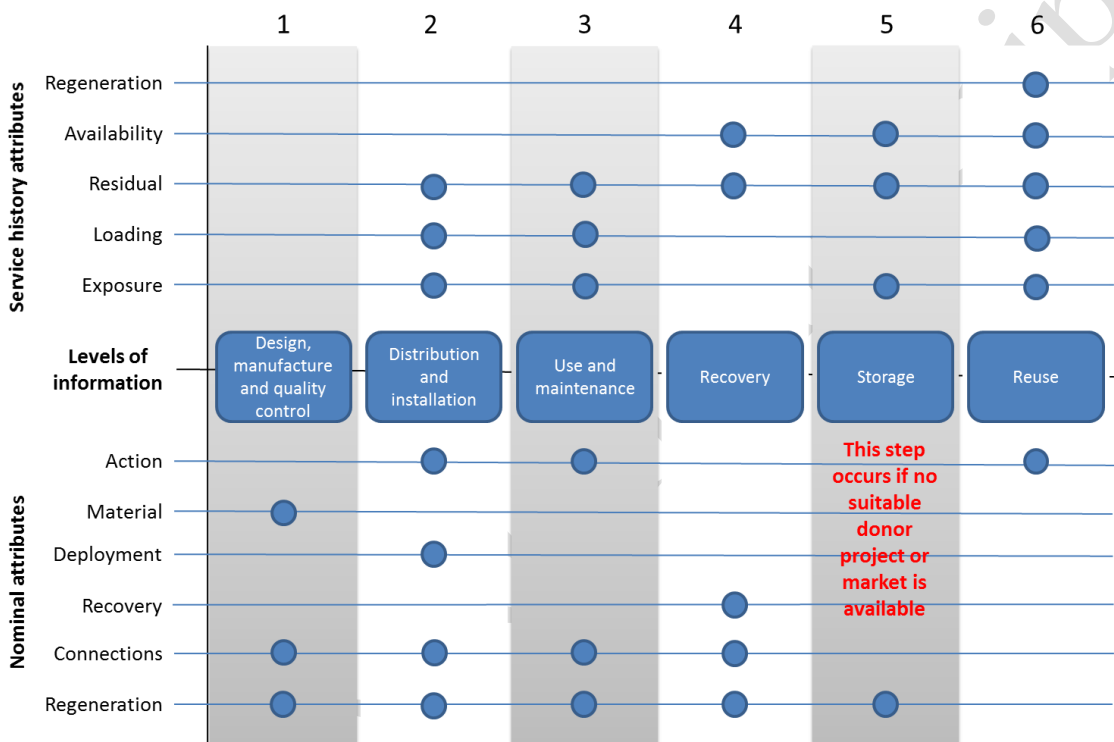 1 2 3 4 5 6
Regeneration
Availability
Residual
Loading
Exposure
Service history attributes
Levels of
information
Design,
manufacture
and quality
control
Distribution
and
installation
Use and
maintenance
Recovery
Storage
Reuse
This step
occurs if no
suitable
donor
project or
market is
available
Action
Material
Deployment
Recovery
Connections
Regeneration
Nominal attributes